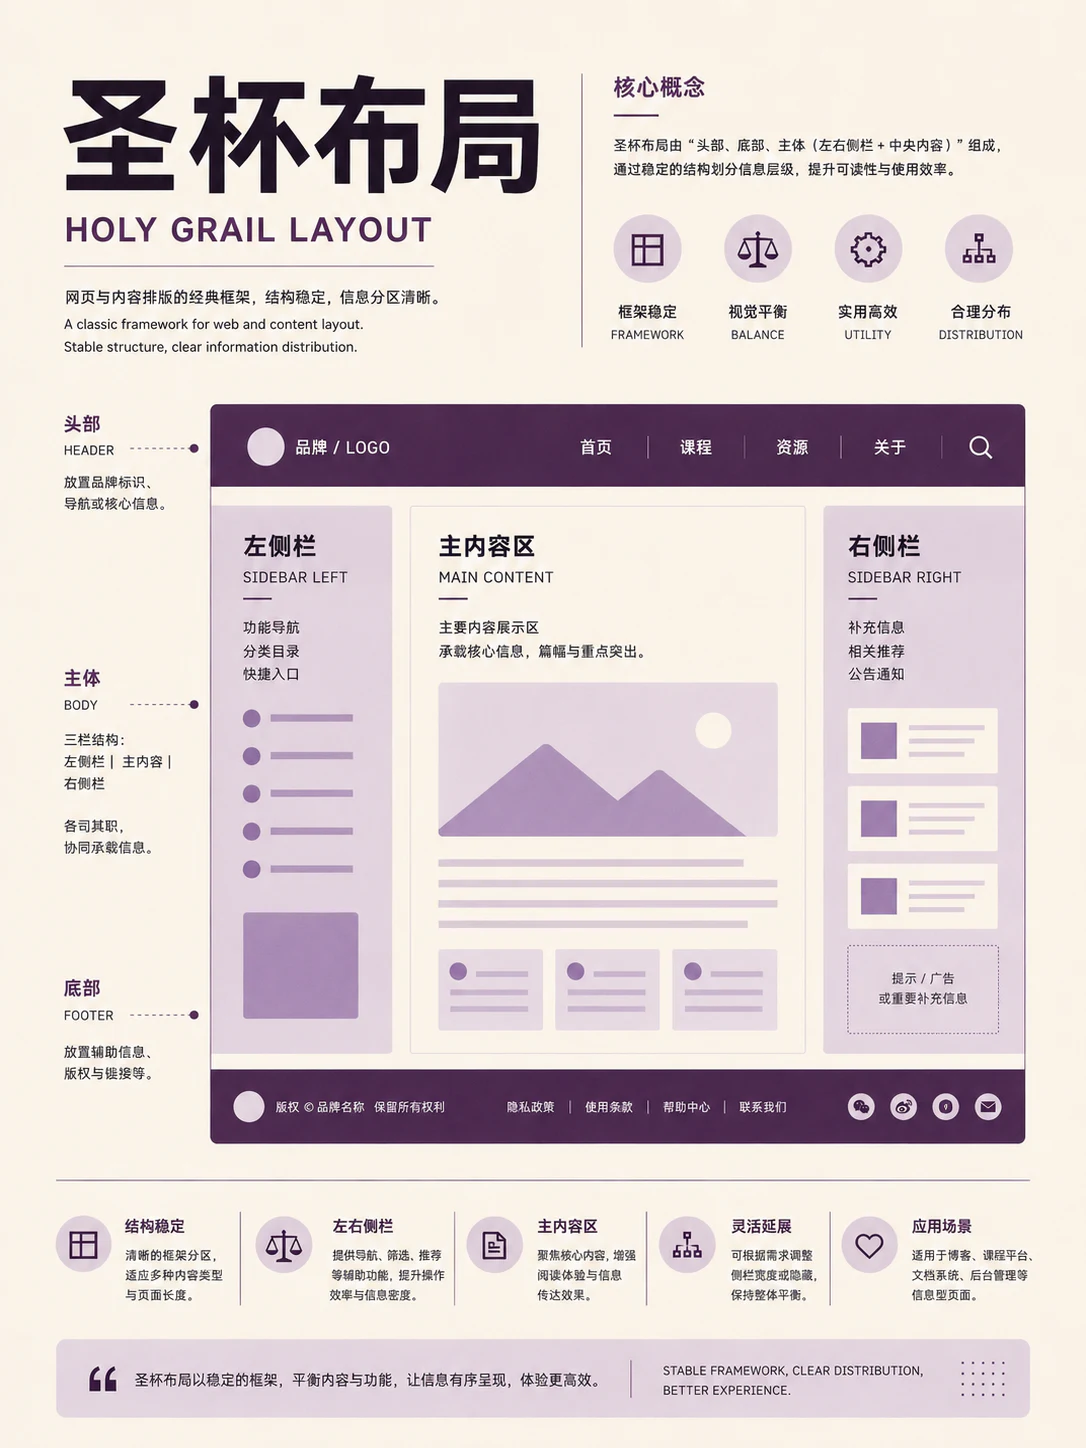 圣杯布局
HOLY GRAIL LAYOUT
网页与内容排版的经典框架，结构稳定，信息分区清晰。
A classic framework for web and content layout.
Stable structure, clear information distribution.
核心概念
圣杯布局由“头部、底部、主体（左右侧栏 + 中央内容）”组成，
通过稳定的结构划分信息层级，提升可读性与使用效率。
框架稳定
FRAMEWORK
视觉平衡
BALANCE
实用高效
UTILITY
合理分布
DISTRIBUTION
头部
HEADER
放置品牌标识、
导航或核心信息。
主体
BODY
三栏结构：
左侧栏 | 主内容 |
右侧栏
各司其职，
协同承载信息。
底部
FOOTER
放置辅助信息、
版权与链接等。
品牌 / LOGO
首页 | 课程 | 资源 | 关于
左侧栏
SIDEBAR LEFT
功能导航
分类目录
快捷入口
主内容区
MAIN CONTENT
主要内容展示区
承载核心信息，篇幅与重点突出。
右侧栏
SIDEBAR RIGHT
补充信息
相关推荐
公告通知
提示 / 广告
或重要补充信息
版权 © 品牌名称 保留所有权利
隐私政策 | 使用条款 | 帮助中心 | 联系我们
结构稳定
清晰的框架分区，
适应多种内容类型
与页面长度。
左右侧栏
提供导航、筛选、推荐
等辅助功能，提升操作
效率与信息密度。
主内容区
聚焦核心内容，增强
阅读体验与信息
传达效果。
灵活延展
可根据需求调整
侧栏宽度或隐藏，
保持整体平衡。
应用场景
适用于博客、课程平台、
文档系统、后台管理等
信息型页面。
圣杯布局以稳定的框架，平衡内容与功能，让信息有序呈现，体验更高效。
STABLE FRAMEWORK, CLEAR DISTRIBUTION,
BETTER EXPERIENCE.